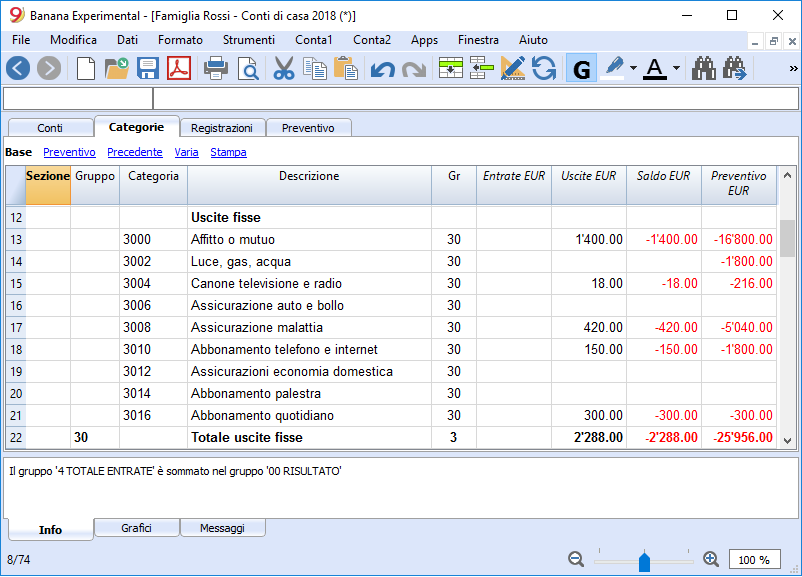 Banana Experimental - [Famiglia Rossi - Conti di casa 2018 (*)]
File Modifica Dati Formato Strumenti Conta1 Conta2 Apps Finestra Aiuto
G A »
Conti Categorie Registrazioni Preventivo
Base Preventivo Precedente Varia Stampa
Sezione Gruppo Categoria Descrizione Gr Entrate EUR Uscite EUR Saldo EUR Preventivo
EUR
12 Uscite fisse
13 3000 Affitto o mutuo 30 1'400.00 -1'400.00 -16'800.00
14 3002 Luce, gas, acqua 30 -1'800.00
15 3004 Canone televisione e radio 30 18.00 -18.00 -216.00
16 3006 Assicurazione auto e bollo 30
17 3008 Assicurazione malattia 30 420.00 -420.00 -5'040.00
18 3010 Abbonamento telefono e internet 30 150.00 -150.00 -1'800.00
19 3012 Assicurazioni economia domestica 30
20 3014 Abbonamento palestra 30
21 3016 Abbonamento quotidiano 30 300.00 -300.00 -300.00
22 30 Totale uscite fisse 3 2'288.00 -2'288.00 -25'956.00
Il gruppo '4 TOTALE ENTRATE' è sommato nel gruppo '00 RISULTATO'
Info Grafici Messaggi
8/74 100 %